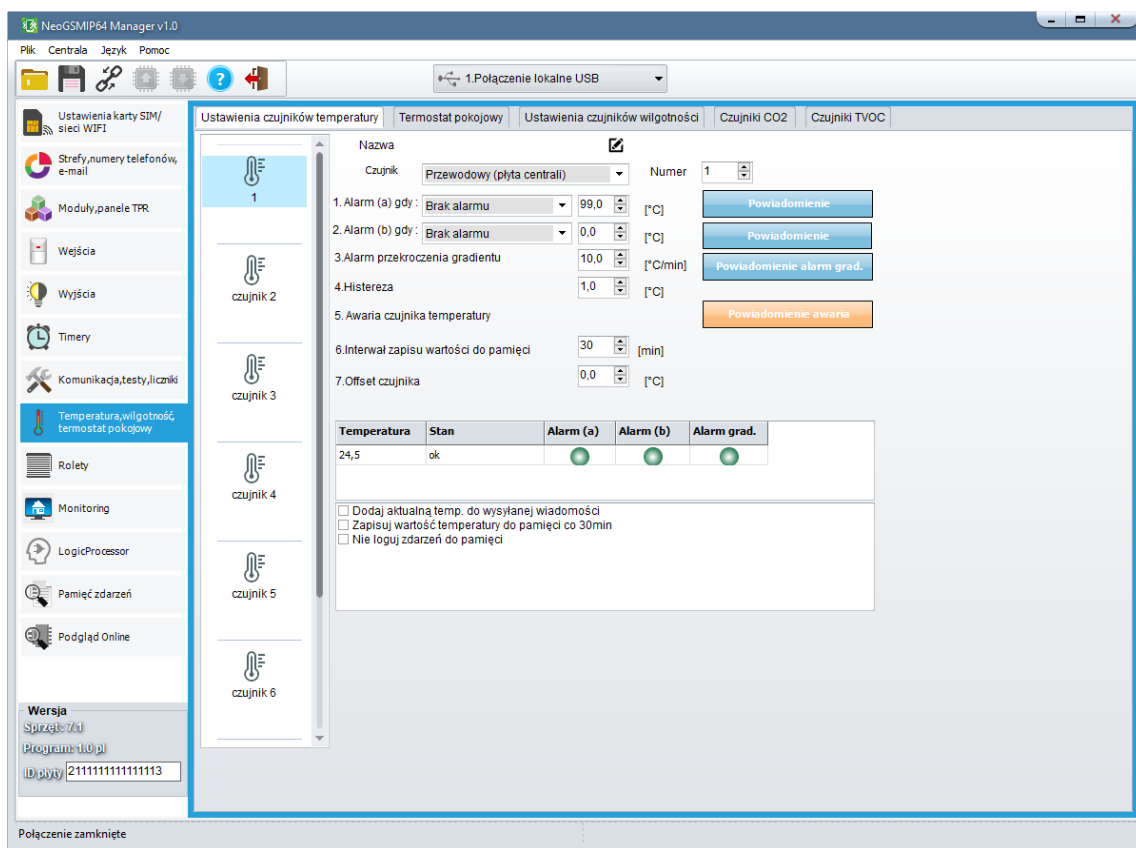 NeoGSMIP64 Manager v1.0
Plik Centrala Język Pomoc
1.Połączenie lokalne USB
Ustawienia karty SIM/
sieci WIFI
Strefy,numery telefonów,
e-mail
Moduły,panele TPR
Wejścia
Wyjścia
Timery
Komunikacja,testy,liczniki
Temperatura,wilgotność,
termostat pokojowy
Rolety
Monitoring
LogicProcessor
Pamięć zdarzeń
Podgląd Online
Wersja
Sprzęt: 7.1
Program: 1.0 pl
ID płyty 2111111111111113
Ustawienia czujników temperatury Termostat pokojowy Ustawienia czujników wilgotności Czujniki CO2 Czujniki TVOC
1
czujnik 2
czujnik 3
czujnik 4
czujnik 5
czujnik 6
Nazwa
Czujnik Przewodowy (płyta centrali) Numer 1
1. Alarm (a) gdy : Brak alarmu 99,0 [°C] Powiadomienie
2. Alarm (b) gdy : Brak alarmu 0,0 [°C] Powiadomienie
3.Alarm przekroczenia gradientu 10,0 [°C/min] Powiadomienie alarm grad.
4.Histereza 1,0 [°C]
5. Awaria czujnika temperatury Powiadomienie awaria
6.Interwał zapisu wartości do pamięci 30 [min]
7.Offset czujnika 0,0 [°C]
Temperatura Stan Alarm (a) Alarm (b) Alarm grad.
24,5 ok
Dodaj aktualną temp. do wysyłanej wiadomości
Zapisuj wartość temperatury do pamięci co 30min
Nie loguj zdarzeń do pamięci
Połączenie zamknięte